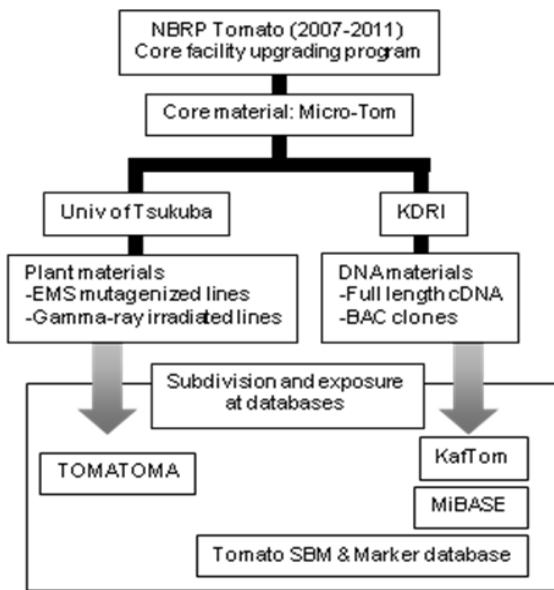 NBRP Tomato (2007-2011)
Core facility upgrading program
Core material: Micro-Tom
Univ of Tsukuba
KDRI
Plant materials
-EMS mutagenized lines
-Gamma-ray irradiated lines
DNA materials
-Full length cDNA
-BAC clones
Subdivision and exposure
at databases
TOMATOMA
KafTom
MiBASE
Tomato SBM & Marker database